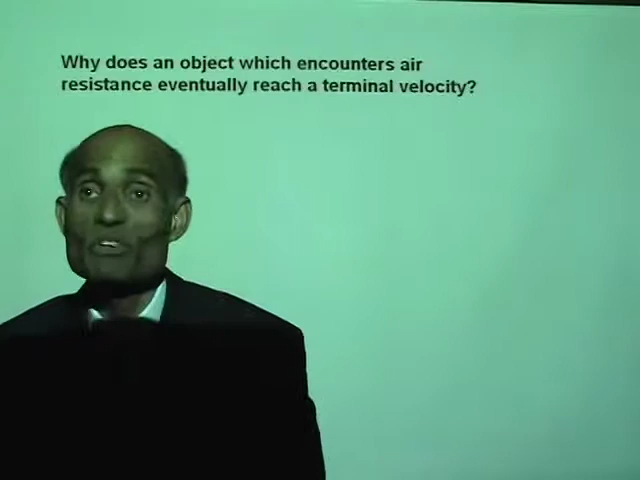 Why does an object which encounters air
resistance eventually reach a terminal velocity?